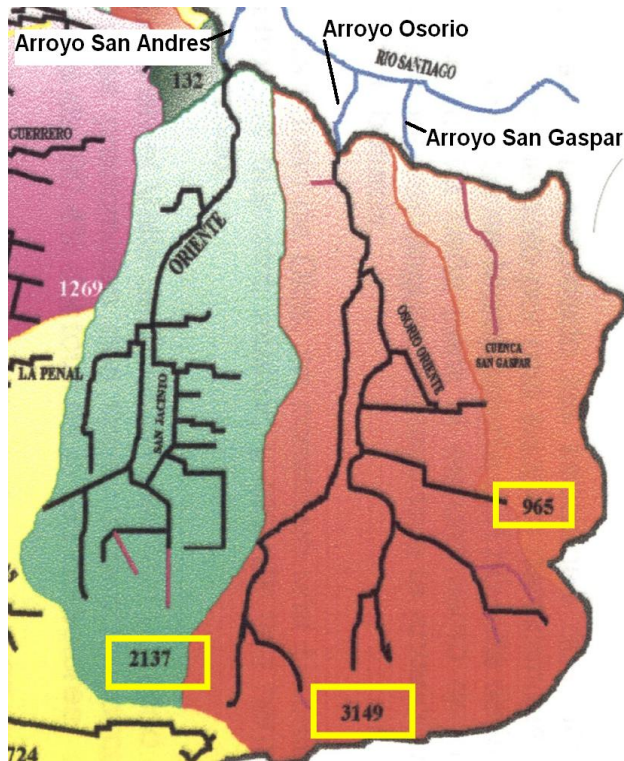 Arroyo San Andres
Arroyo Osorio
RIO SANTIAGO
132
Arroyo San Gaspar
GUERRERO
ORIENTE
1269
OSORIO ORIENTE
CUENCA
SAN GASPAR
LA PENAL
SAN JACINTO
965
2137
3149
724